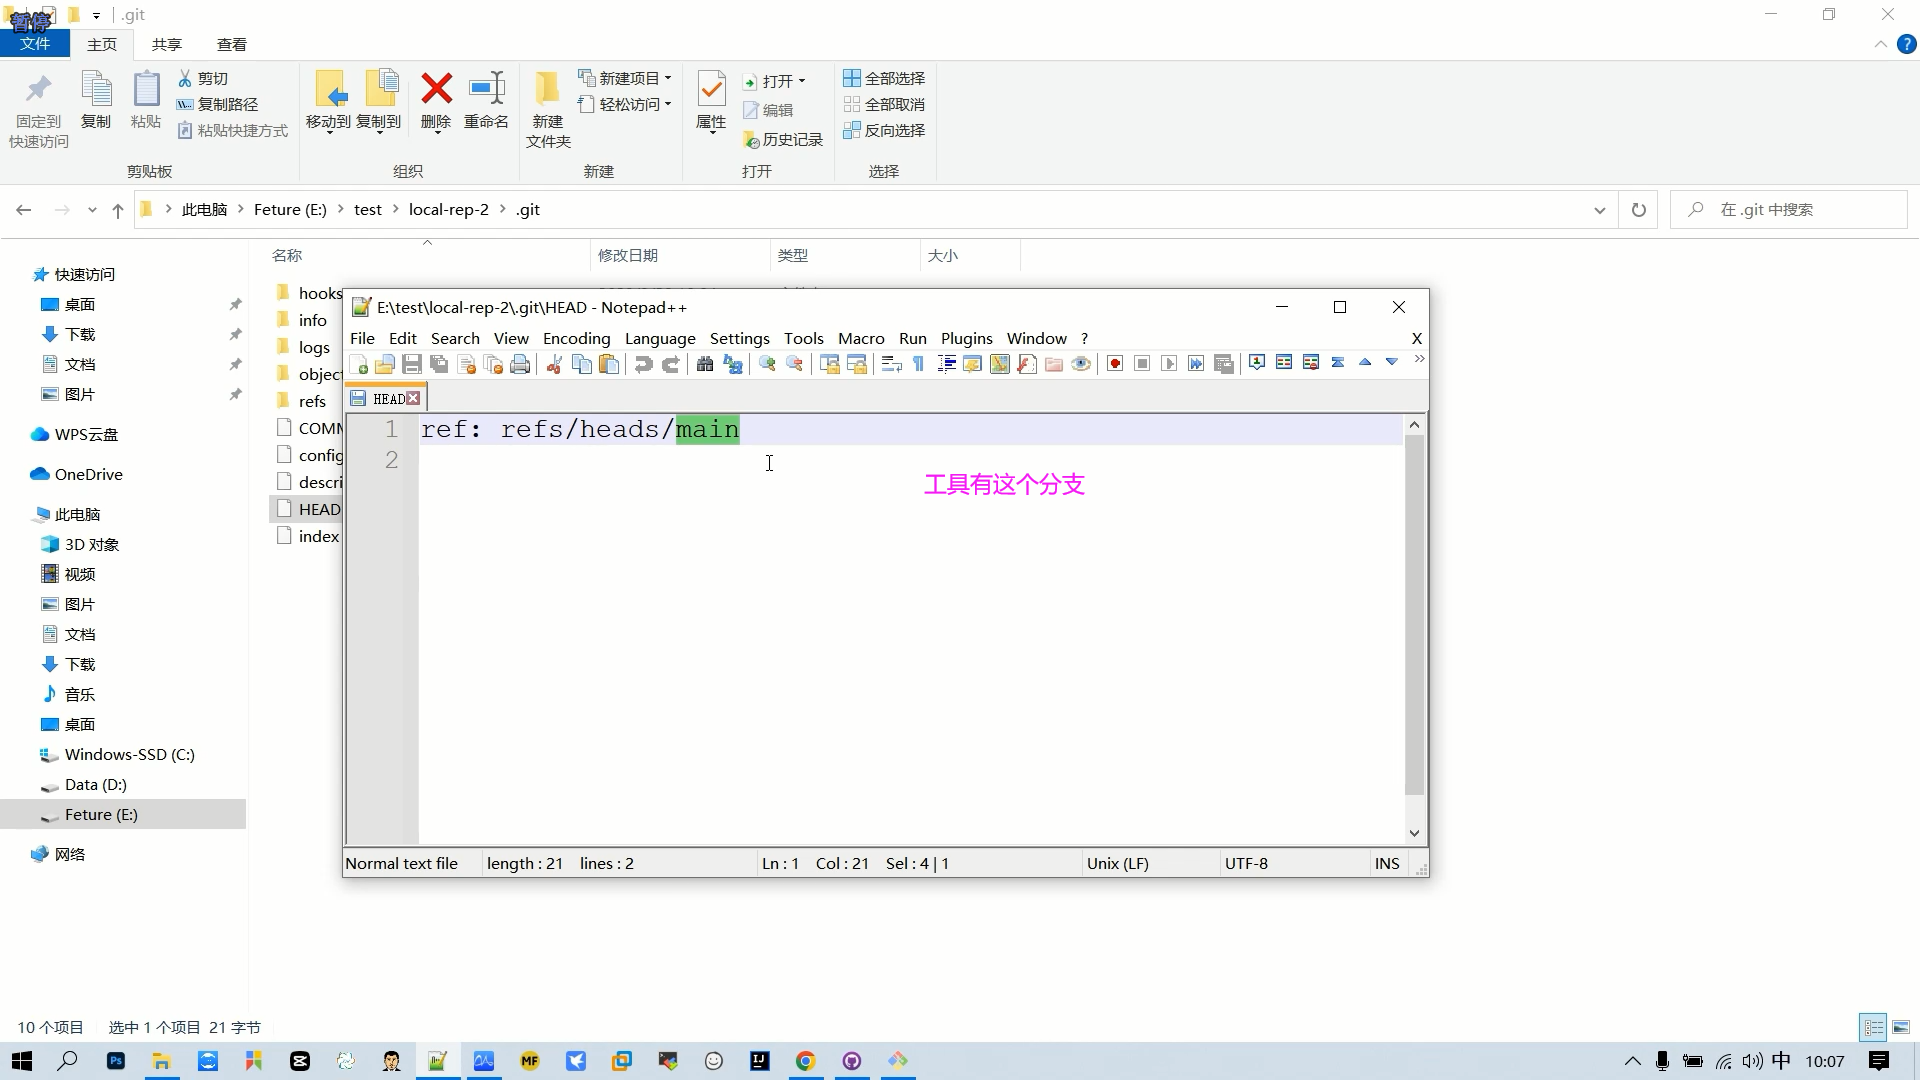 暂停
.git
文件
主页
共享
查看
固定到
快速访问
复制
粘贴
剪切
复制路径
粘贴快捷方式
剪贴板
移动到
复制到
删除
重命名
组织
新建
文件夹
新建项目
轻松访问
新建
属性
打开
编辑
历史记录
打开
全部选择
全部取消
反向选择
选择
此电脑
Feture (E:)
test
local-rep-2
.git
在 .git 中搜索
名称
修改日期
类型
大小
快速访问
桌面
下载
文档
图片
WPS云盘
OneDrive
此电脑
3D 对象
视频
图片
文档
下载
音乐
桌面
Windows-SSD (C:)
Data (D:)
Feture (E:)
网络
hooks
info
logs
object
refs
COMM
config
descri
HEAD
index
E:\test\local-rep-2\.git\HEAD - Notepad++
File Edit Search View Encoding Language Settings Tools Macro Run Plugins Window ?
X
HEAD
1 ref: refs/heads/main
2
工具有这个分支
Normal text file length : 21 lines : 2 Ln : 1 Col : 21 Sel : 4 | 1 Unix (LF) UTF-8 INS
10 个项目 选中 1 个项目 21 字节
Ps
MF
IJ
中
10:07